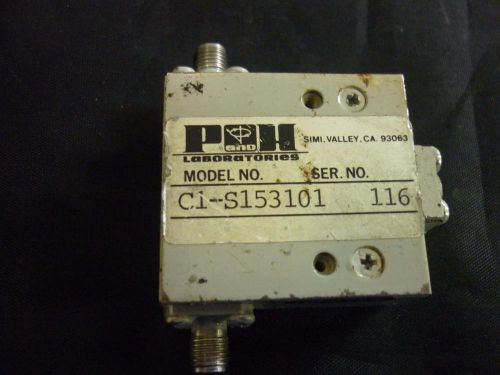 P and H
LABORATORIES
SIMI, VALLEY, CA. 93063
MODEL NO. SER. NO.
C1-S153101 116